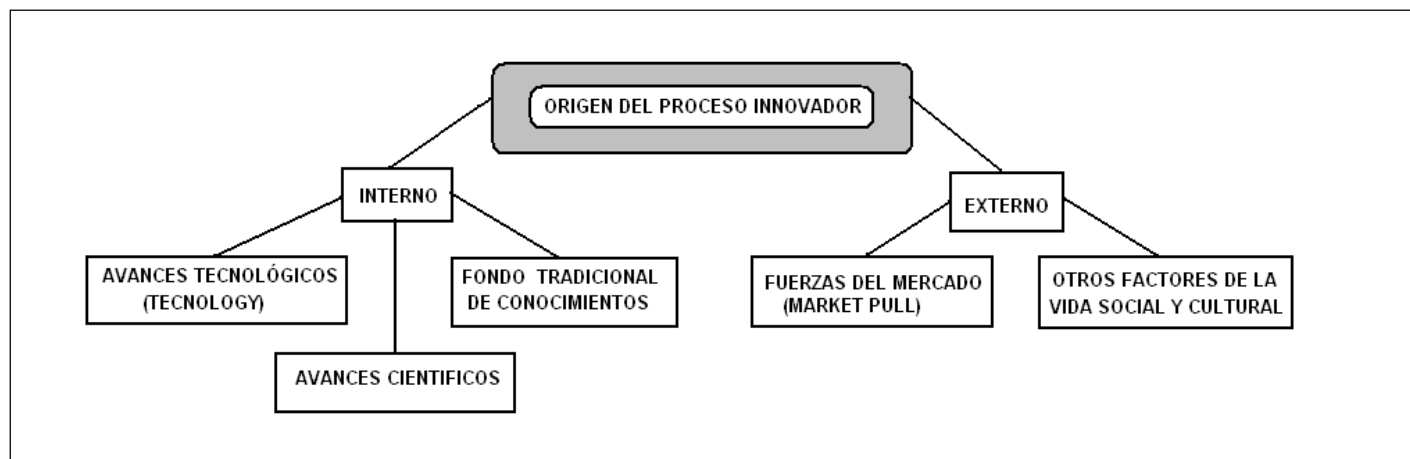 ORIGEN DEL PROCESO INNOVADOR
INTERNO
EXTERNO
AVANCES TECNOLÓGICOS
(TECNOLOGY)
FONDO TRADICIONAL
DE CONOCIMIENTOS
FUERZAS DEL MERCADO
(MARKET PULL)
OTROS FACTORES DE LA
VIDA SOCIAL Y CULTURAL
AVANCES CIENTIFICOS